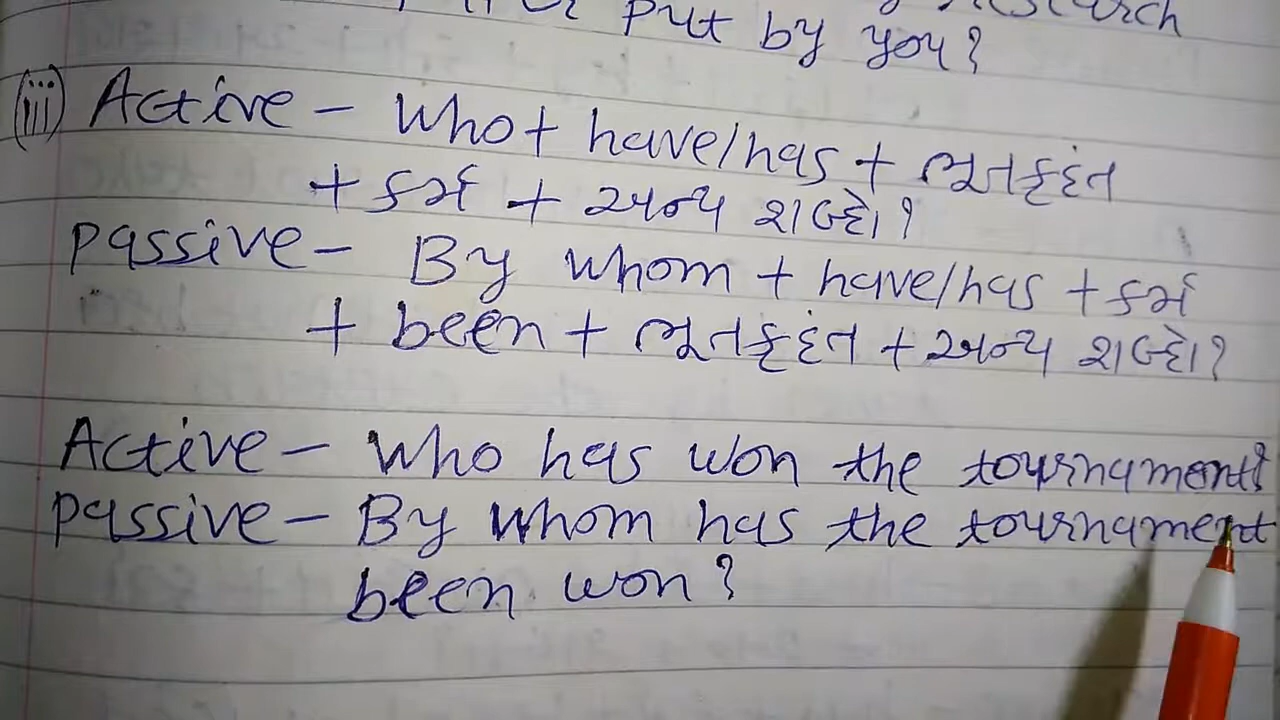 put by you?
(iii) Active - Who + have/has + ભૂતકૃદંત
+ કર્મ + અન્ય શબ્દો?
Passive - By whom + have/has + કર્મ
+ been + ભૂતકૃદંત + અન્ય શબ્દો?
Active - Who has won the tournament?
Passive - By whom has the tournament
been won?